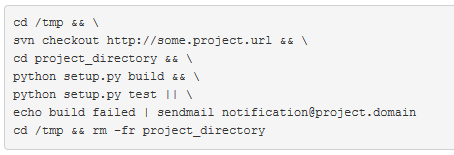 cd /tmp && \
svn checkout http://some.project.url && \
cd project_directory && \
python setup.py build && \
python setup.py test || \
echo build failed | sendmail notification@project.domain
cd /tmp && rm -fr project_directory